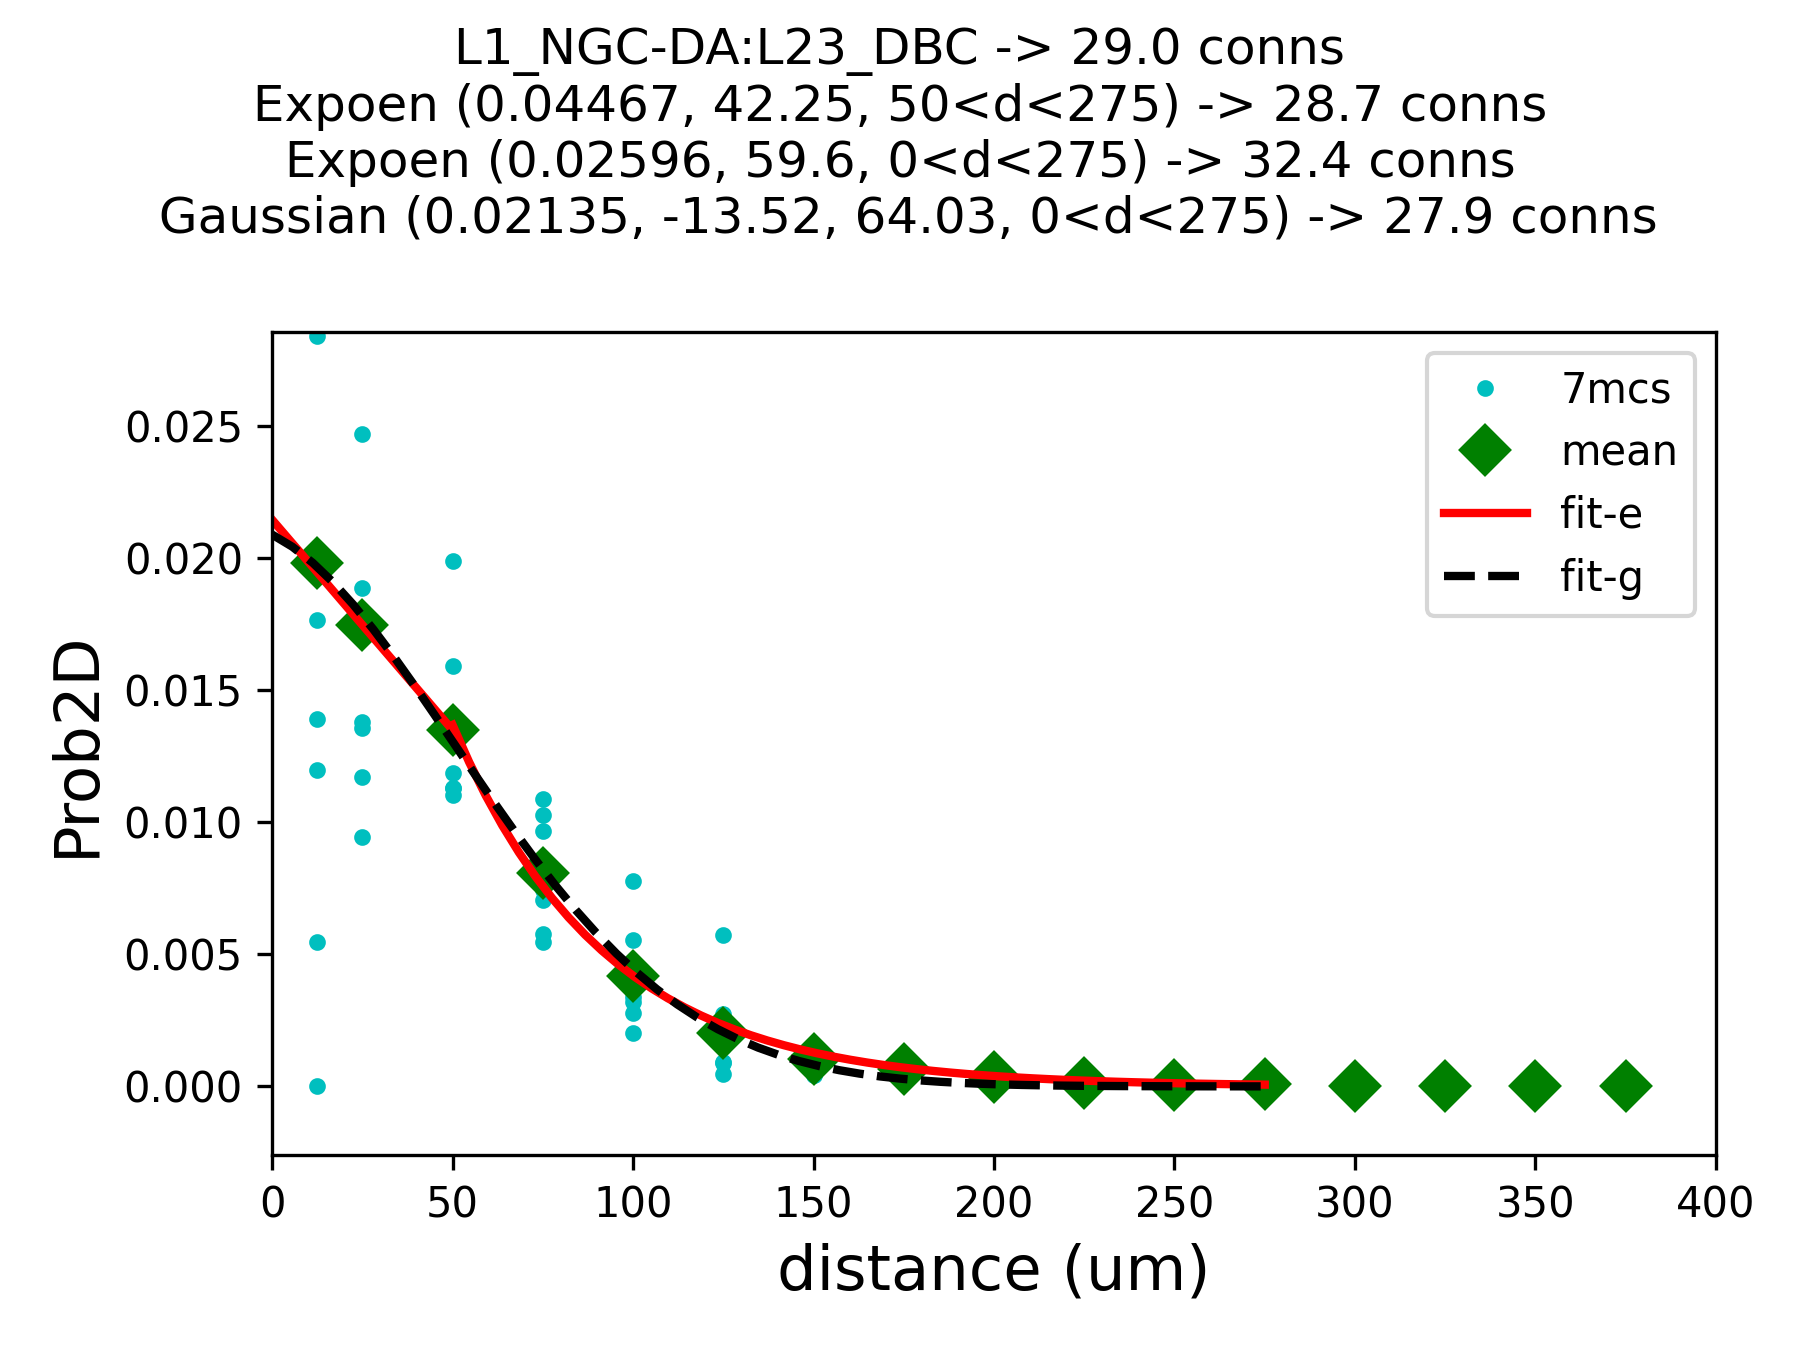 L1_NGC-DA:L23_DBC -> 29.0 conns
Expoen (0.04467, 42.25, 50<d<275) -> 28.7 conns
Expoen (0.02596, 59.6, 0<d<275) -> 32.4 conns
Gaussian (0.02135, -13.52, 64.03, 0<d<275) -> 27.9 conns
7mcs
mean
fit-e
fit-g
0.025
0.020
0.015
0.010
0.005
0.000
Prob2D
0 50 100 150 200 250 300 350 400
distance (um)